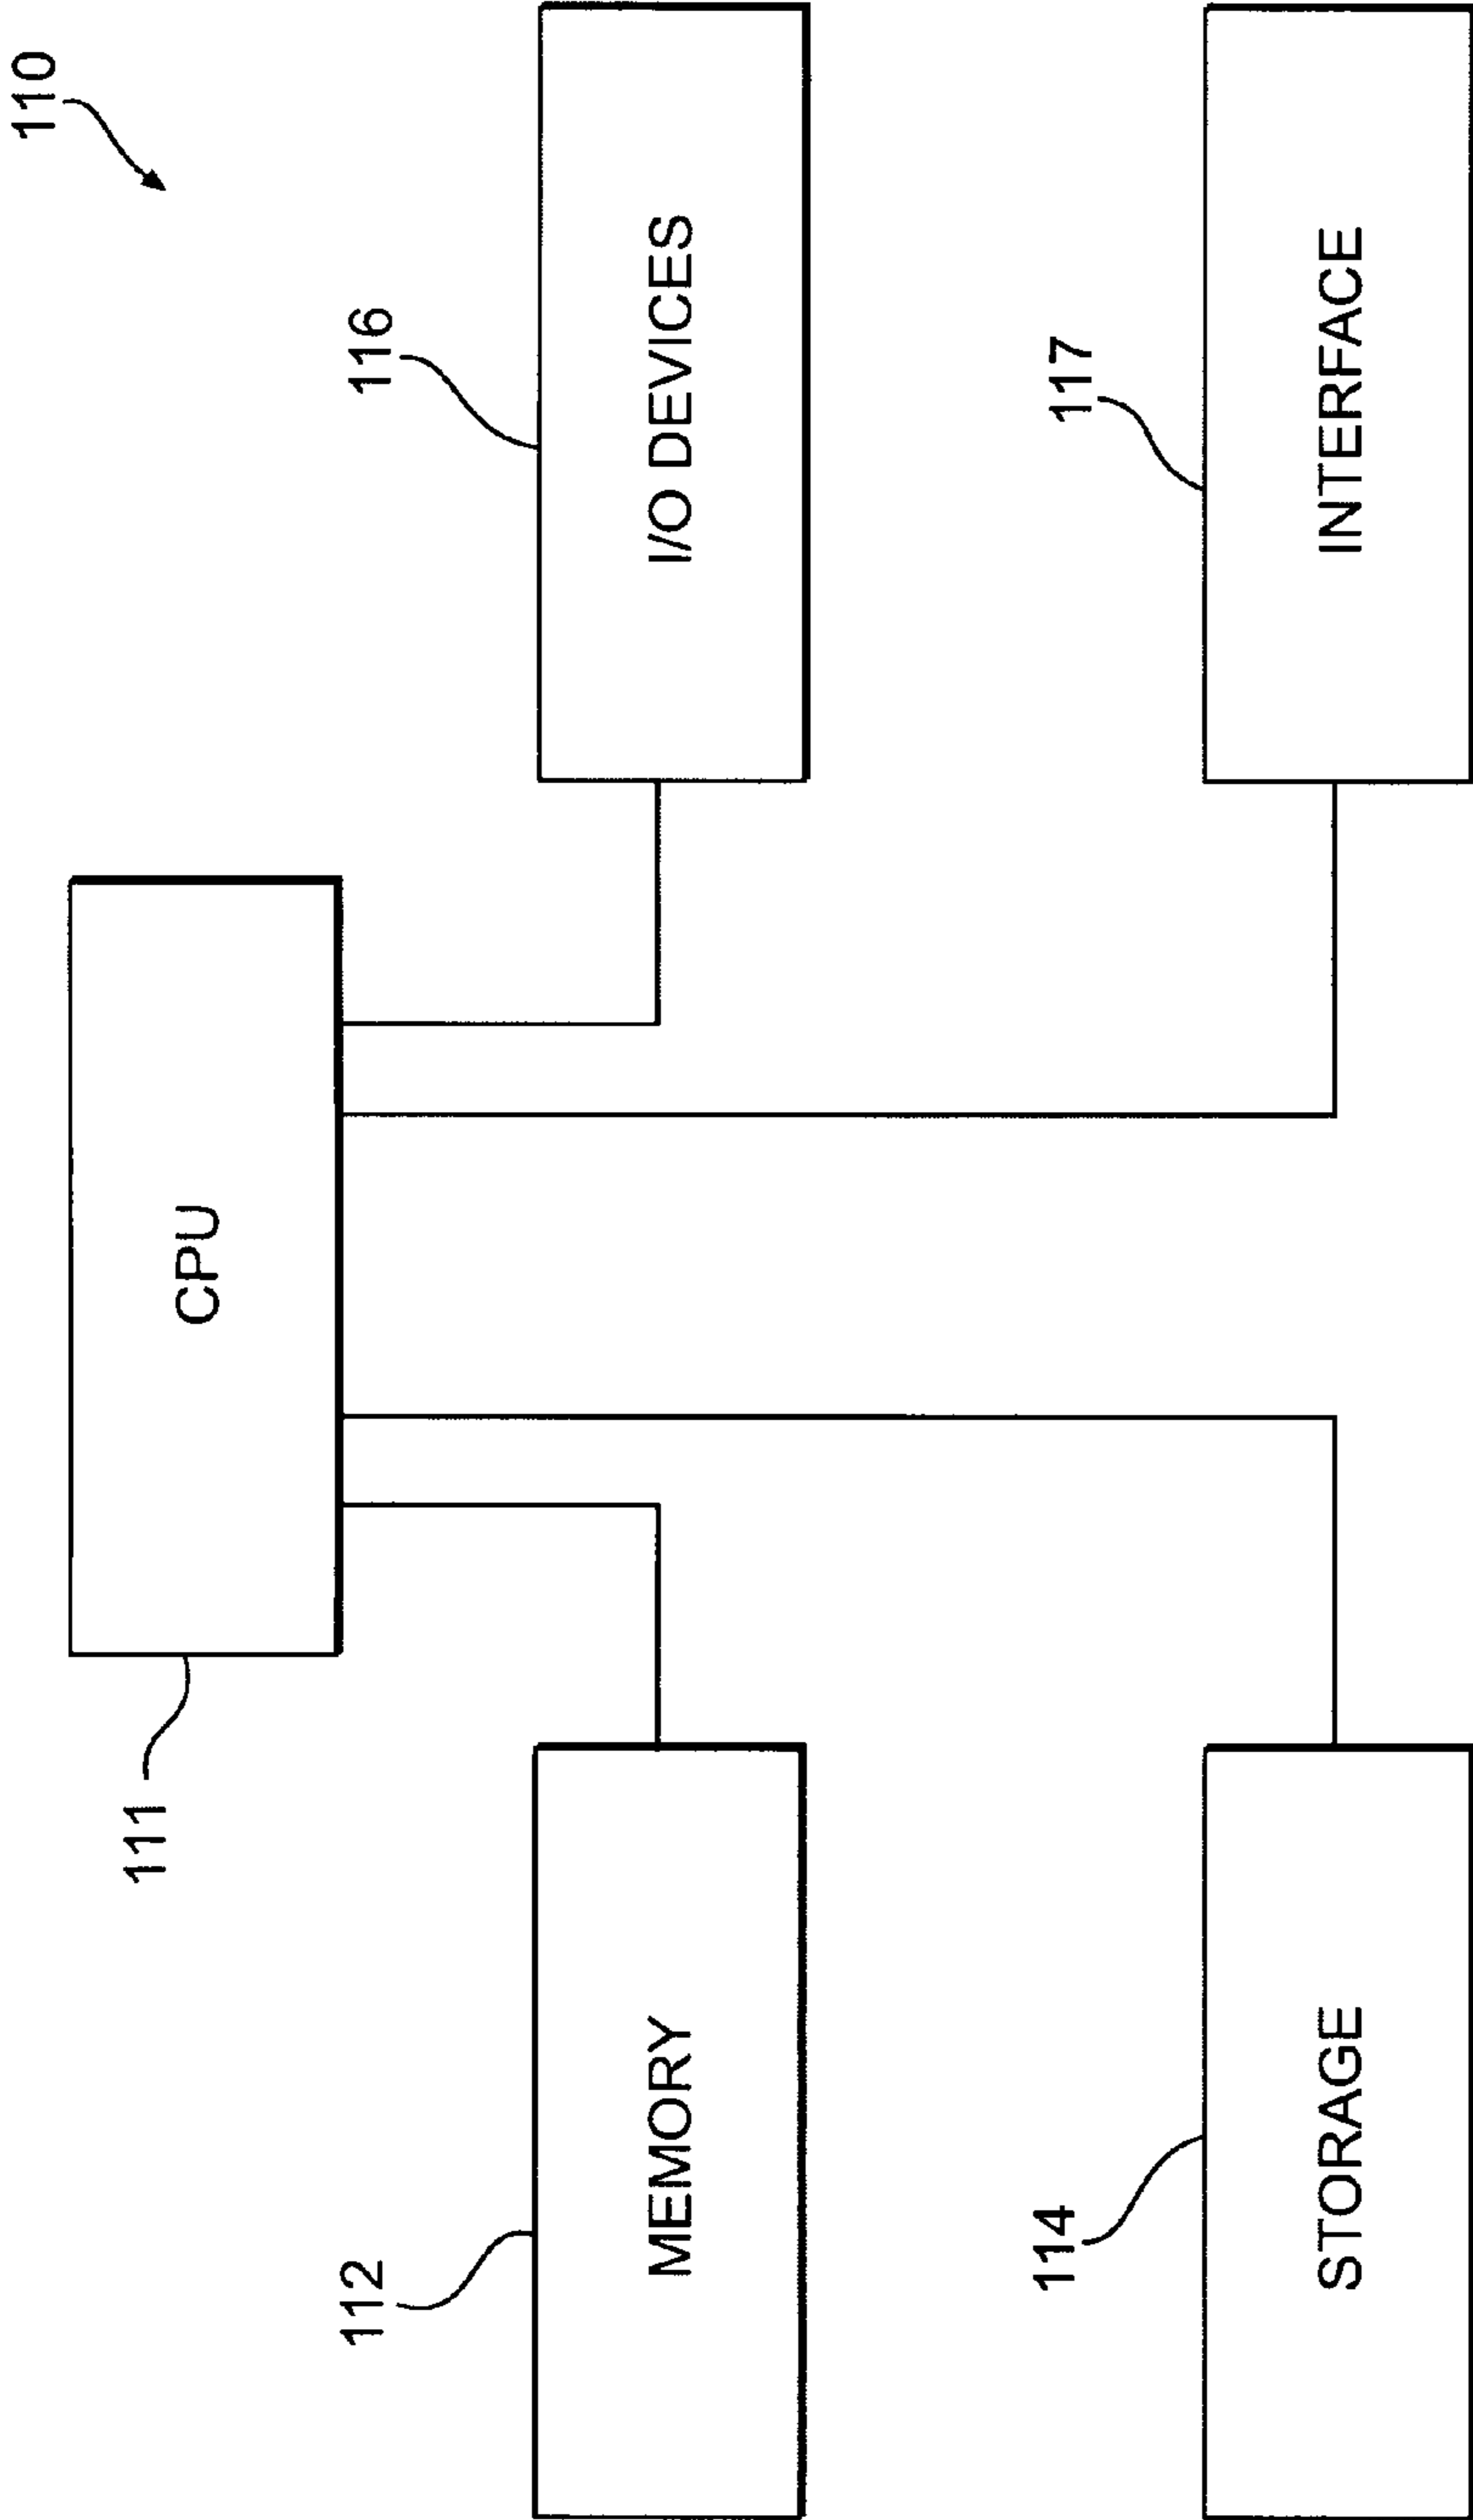 110
111
CPU
112
116
MEMORY
I/O DEVICES
114
117
STORAGE
INTERFACE